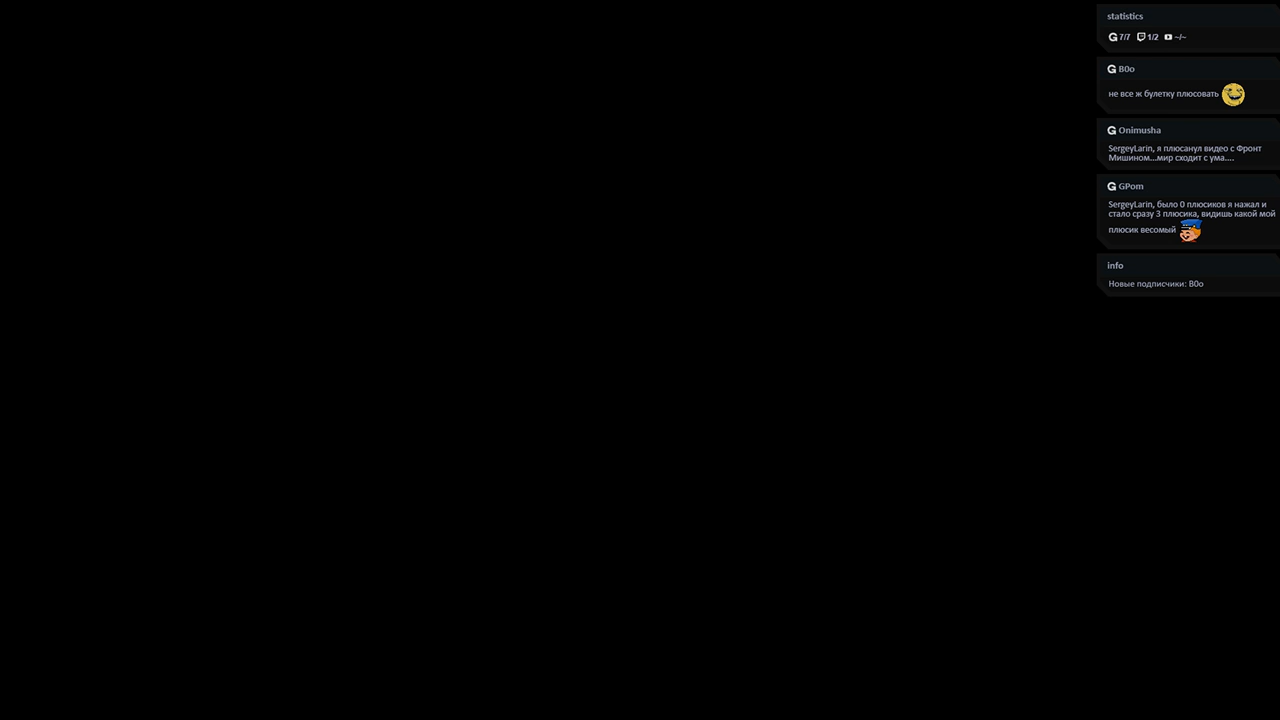 statistics
7/7 1/2 ~/~
B0o
не все ж булетку плюсовать
Onimusha
SergeyLarin, я плюсанул видео с Фронт
Мишином...мир сходит с ума....
GPom
SergeyLarin, было 0 плюсиков я нажал и
стало сразу 3 плюсика, видишь какой мой
плюсик весомый
info
Новые подписчики: B0o